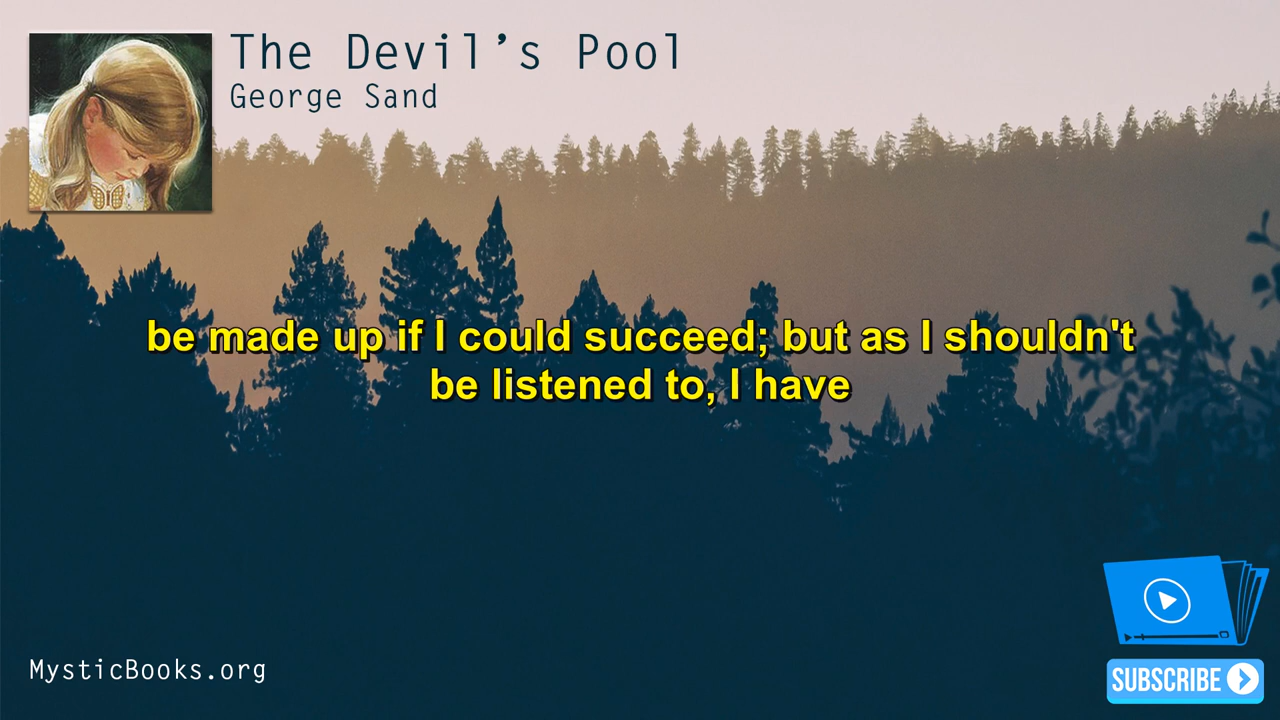 The Devil's Pool
George Sand
be made up if I could succeed; but as I shouldn't
be listened to, I have
MysticBooks.org
SUBSCRIBE